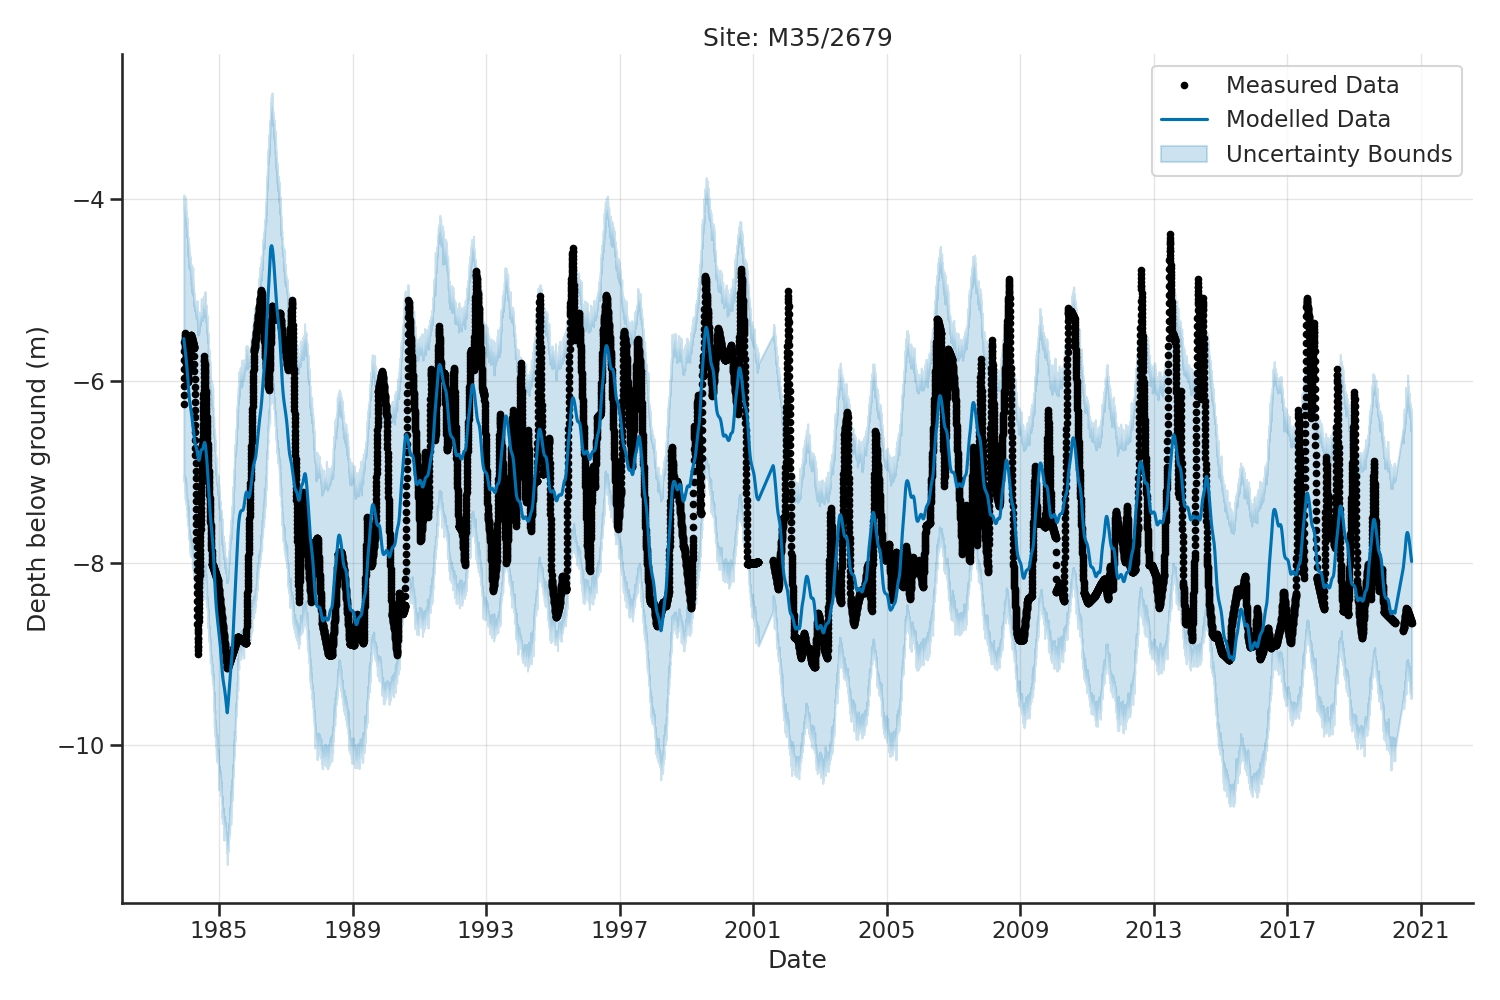 Site: M35/2679
Measured Data
Modelled Data
Uncertainty Bounds
Depth below ground (m)
−4
−6
−8
−10
1985 1989 1993 1997 2001 2005 2009 2013 2017 2021
Date